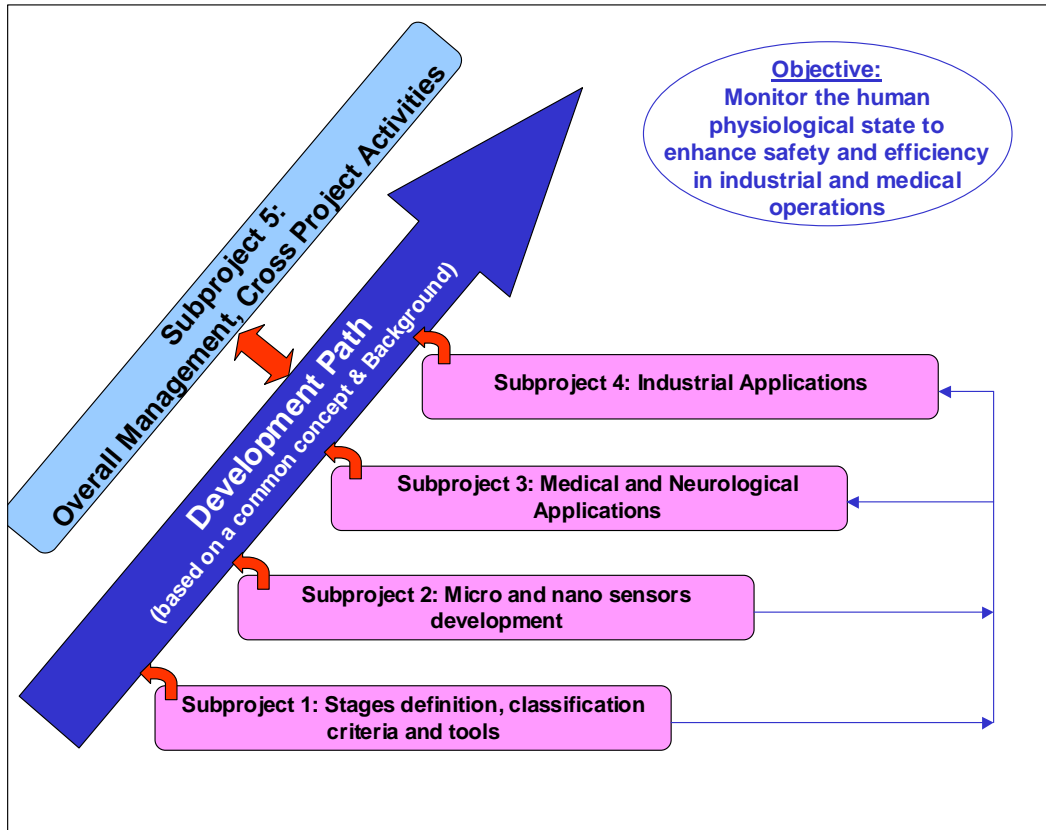 Objective:
Monitor the human
physiological state to
enhance safety and efficiency
in industrial and medical
operations
Subproject 5:
Overall Management, Cross Project Activities
Development Path
(based on a common concept & Background)
Subproject 4: Industrial Applications
Subproject 3: Medical and Neurological
Applications
Subproject 2: Micro and nano sensors
development
Subproject 1: Stages definition, classification
criteria and tools